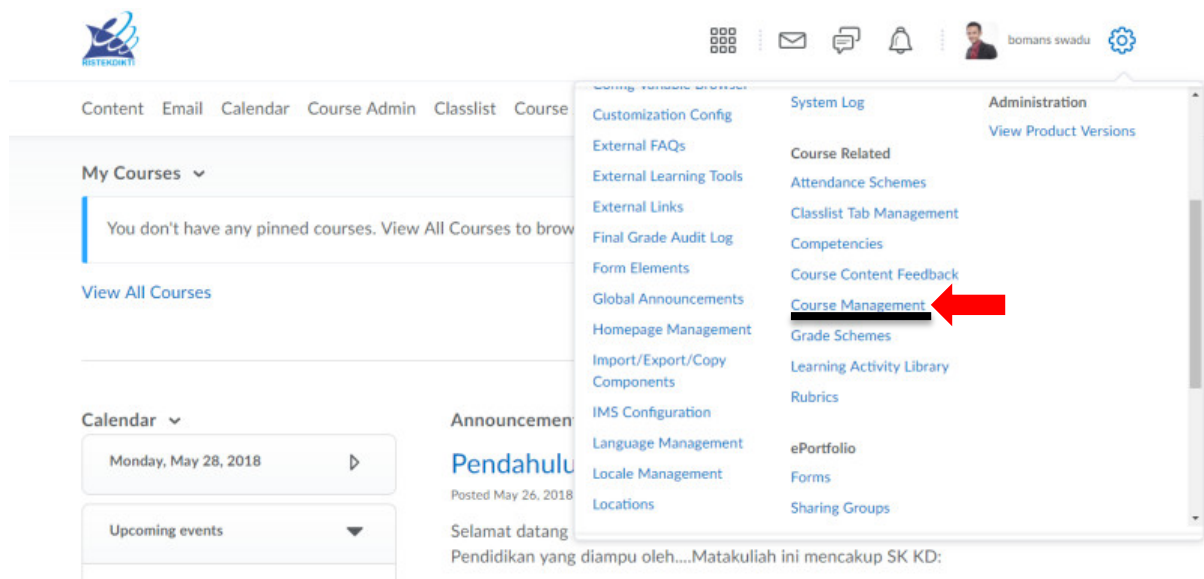 RISTEKDIKTI
bomans swadu
Content Email Calendar Course Admin Classlist Course
My Courses
You don't have any pinned courses. View All Courses to brow
View All Courses
Calendar
Monday, May 28, 2018
Upcoming events
Announcemen
Pendahulu
Posted May 26, 2018
Selamat datang
Pendidikan yang diampu oleh....Matakuliah ini mencakup SK KD:
Config Variable Browser
Customization Config
External FAQs
External Learning Tools
External Links
Final Grade Audit Log
Form Elements
Global Announcements
Homepage Management
Import/Export/Copy
Components
IMS Configuration
Language Management
Locale Management
Locations
System Log
Course Related
Attendance Schemes
Classlist Tab Management
Competencies
Course Content Feedback
Course Management
Grade Schemes
Learning Activity Library
Rubrics
ePortfolio
Forms
Sharing Groups
Administration
View Product Versions